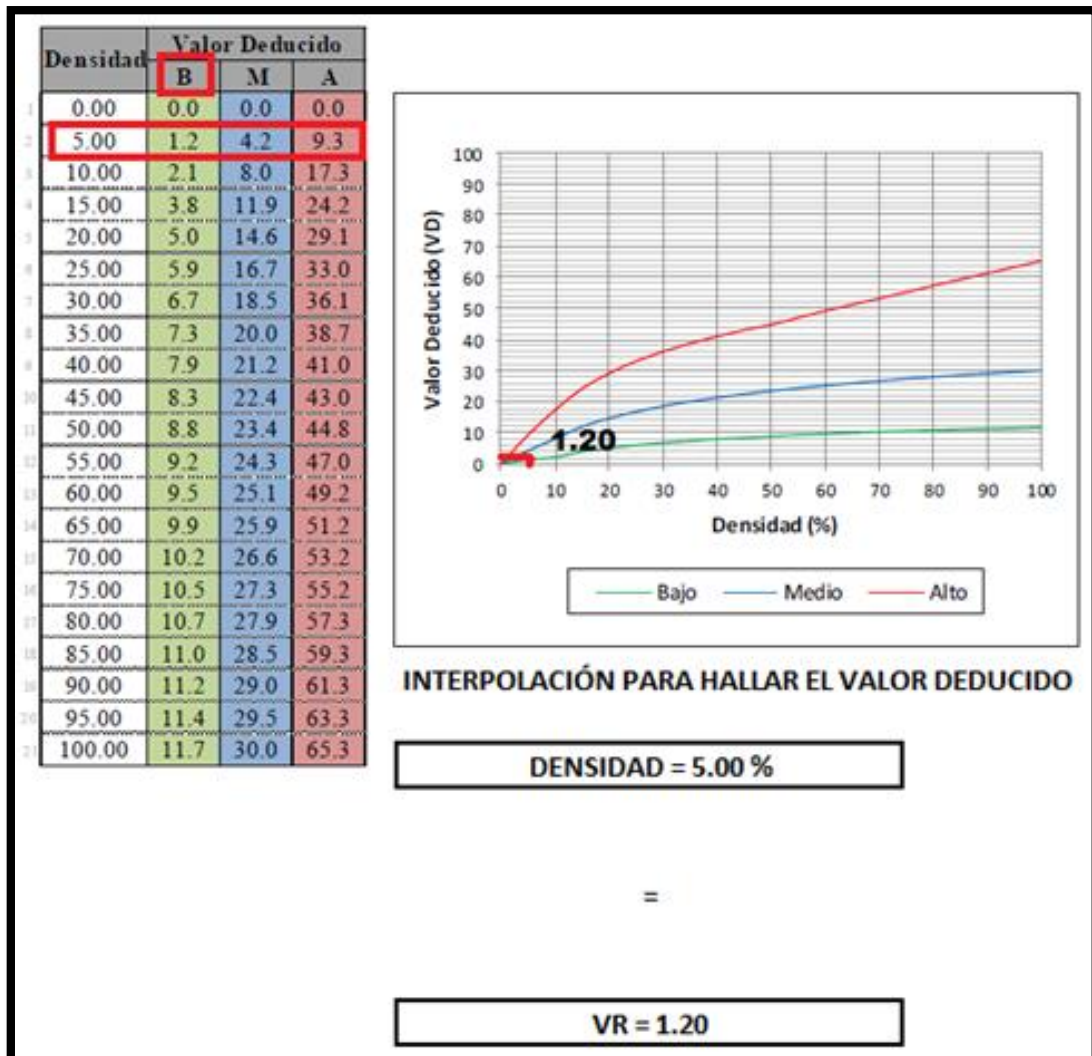 Densidad Valor Deducido
B M A
1 0.00 0.0 0.0 0.0
2 5.00 1.2 4.2 9.3
3 10.00 2.1 8.0 17.3
4 15.00 3.8 11.9 24.2
5 20.00 5.0 14.6 29.1
6 25.00 5.9 16.7 33.0
7 30.00 6.7 18.5 36.1
8 35.00 7.3 20.0 38.7
9 40.00 7.9 21.2 41.0
10 45.00 8.3 22.4 43.0
11 50.00 8.8 23.4 44.8
12 55.00 9.2 24.3 47.0
13 60.00 9.5 25.1 49.2
14 65.00 9.9 25.9 51.2
15 70.00 10.2 26.6 53.2
16 75.00 10.5 27.3 55.2
17 80.00 10.7 27.9 57.3
18 85.00 11.0 28.5 59.3
19 90.00 11.2 29.0 61.3
20 95.00 11.4 29.5 63.3
21 100.00 11.7 30.0 65.3
Valor Deducido (VD)
100
90
80
70
60
50
40
30
20
10
0
1.20
0 10 20 30 40 50 60 70 80 90 100
Densidad (%)
Bajo Medio Alto
INTERPOLACIÓN PARA HALLAR EL VALOR DEDUCIDO
DENSIDAD = 5.00 %
=
VR = 1.20